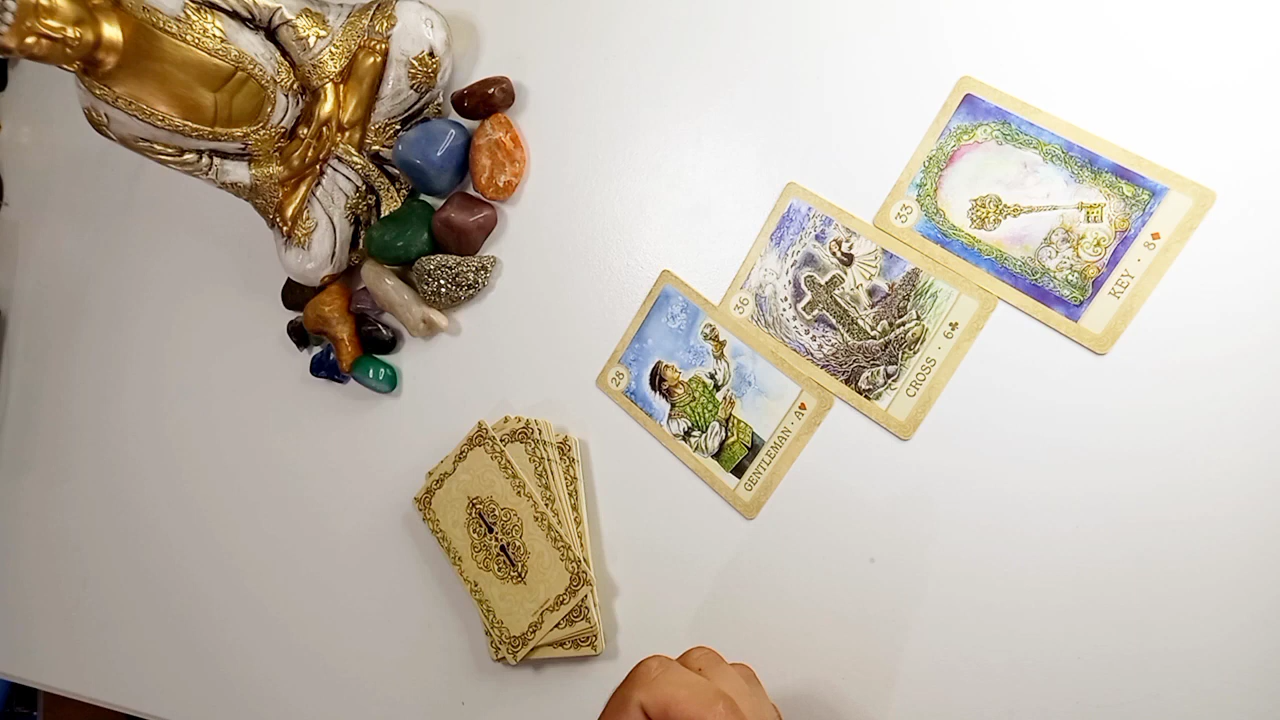 28
GENTLEMAN · A♥
36
CROSS · 6♣
33
KEY · 8♦